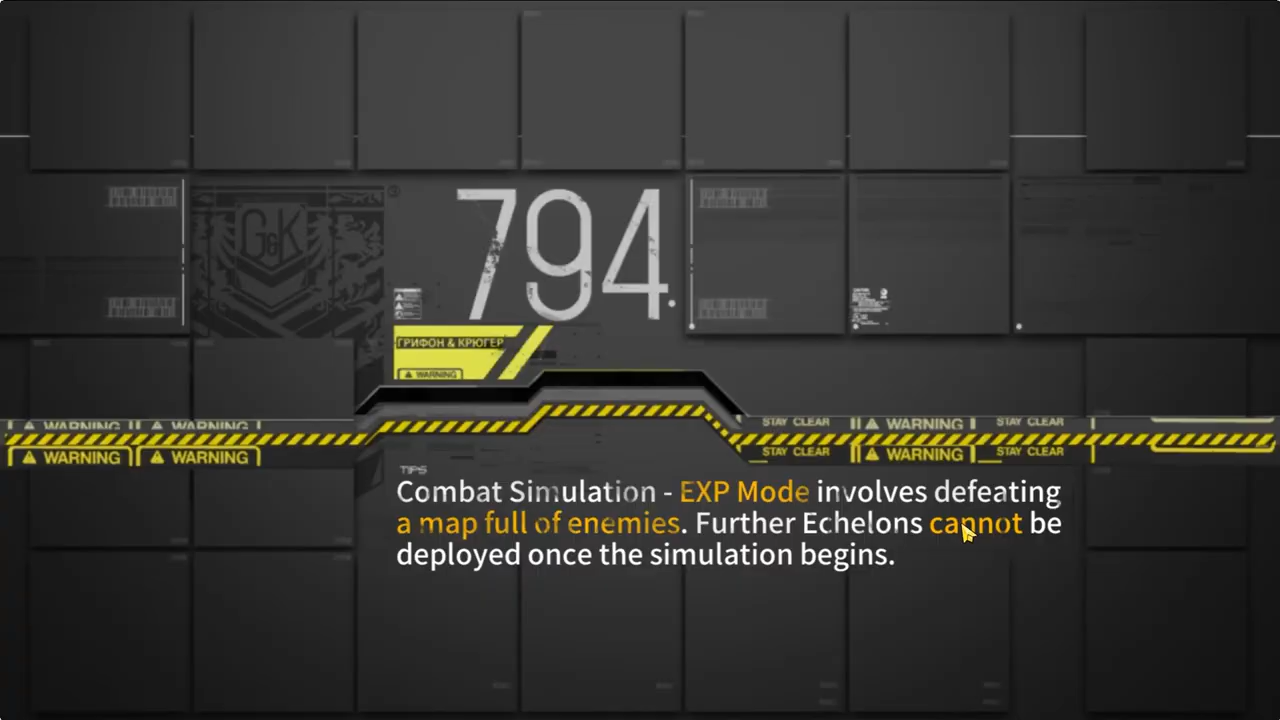 G&K
794.
ГРИФОН & КРЮГЕР
WARNING
STAY CLEAR WARNING STAY CLEAR
WARNING WARNING
WARNING WARNING
STAY CLEAR WARNING STAY CLEAR
TIPS
Combat Simulation - EXP Mode involves defeating
a map full of enemies. Further Echelons cannot be
deployed once the simulation begins.